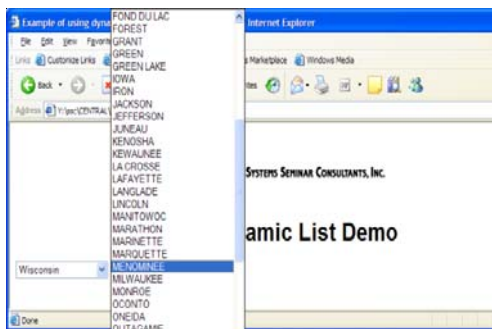 Example of using dyna
Internet Explorer
File Edit View Favorit
Links Customize Links
s Marketplace Windows Media
Back
Address
SYSTEMS SEMINAR CONSULTANTS, INC.
amic List Demo
Wisconsin
FOND DU LAC
FOREST
GRANT
GREEN
GREEN LAKE
IOWA
IRON
JACKSON
JEFFERSON
JUNEAU
KENOSHA
KEWAUNEE
LA CROSSE
LAFAYETTE
LANGLADE
LINCOLN
MANITOWOC
MARATHON
MARINETTE
MARQUETTE
MENOMINEE
MILWAUKEE
MONROE
OCONTO
ONEIDA
OUTAGAMIE
Done